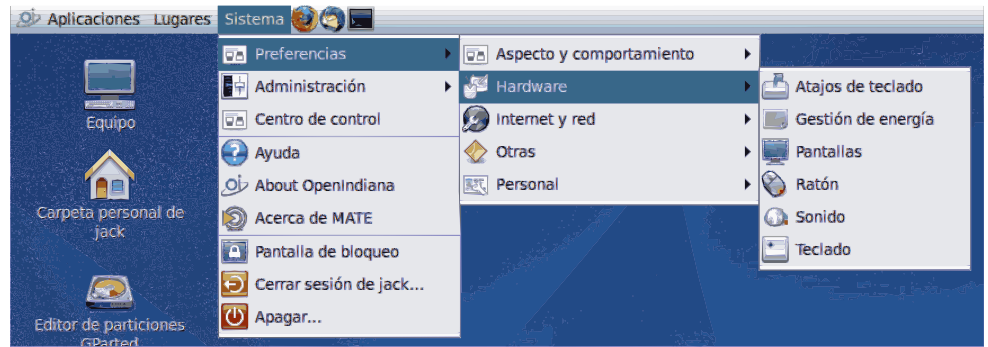 Aplicaciones Lugares Sistema
Preferencias
Administración
Centro de control
Ayuda
About OpenIndiana
Acerca de MATE
Pantalla de bloqueo
Cerrar sesión de jack...
Apagar...
Aspecto y comportamiento
Hardware
Internet y red
Otras
Personal
Atajos de teclado
Gestión de energía
Pantallas
Ratón
Sonido
Teclado
Equipo
Carpeta personal de
jack
Editor de particiones
GParted